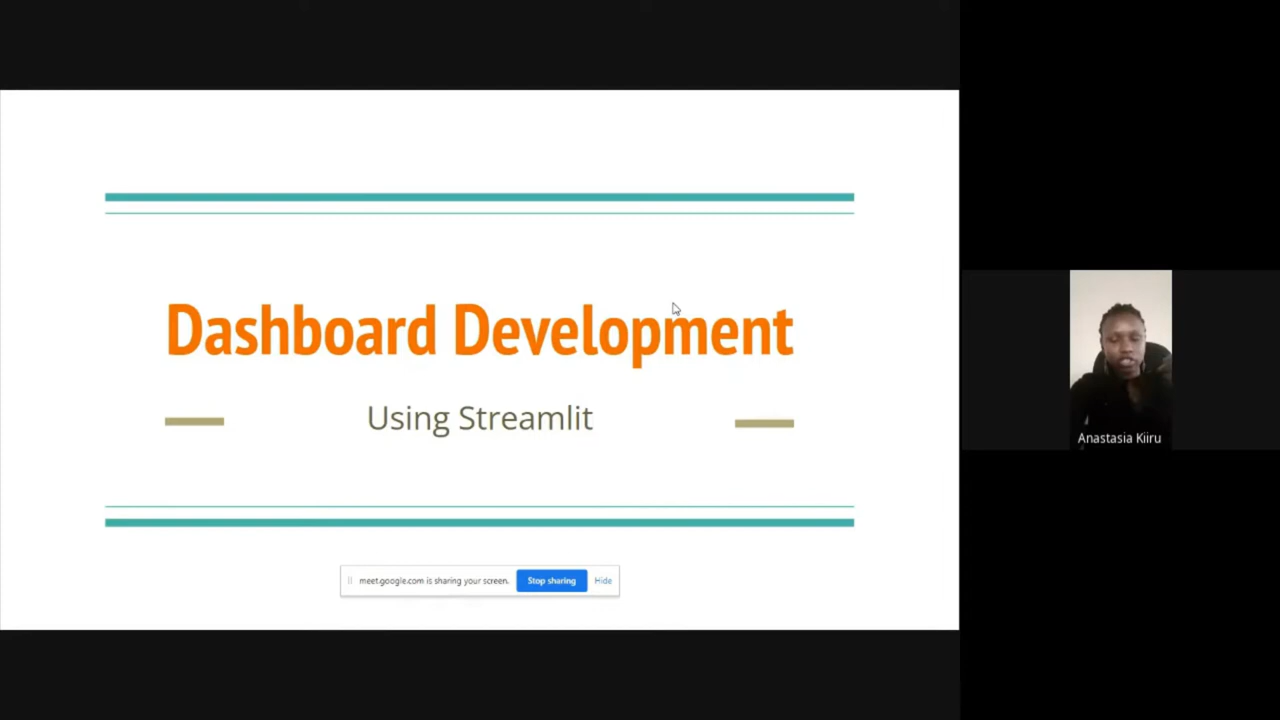 Dashboard Development
Using Streamlit
meet.google.com is sharing your screen.
Stop sharing
Hide
Anastasia Kiiru